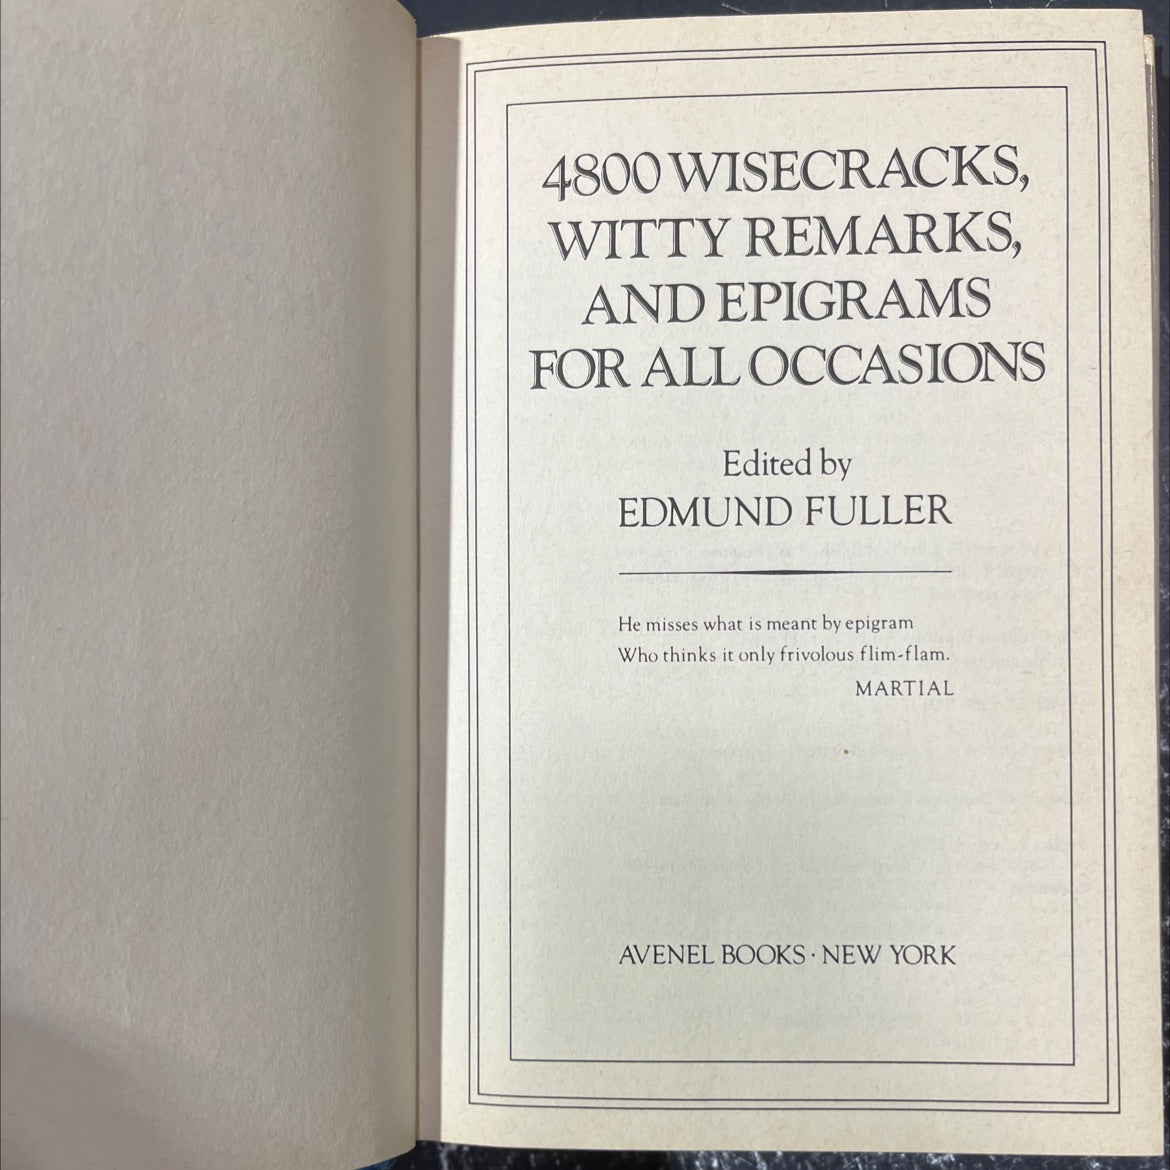 4800 WISECRACKS,
WITTY REMARKS,
AND EPIGRAMS
FOR ALL OCCASIONS
Edited by
EDMUND FULLER
He misses what is meant by epigram
Who thinks it only frivolous flim-flam.
MARTIAL
AVENEL BOOKS · NEW YORK